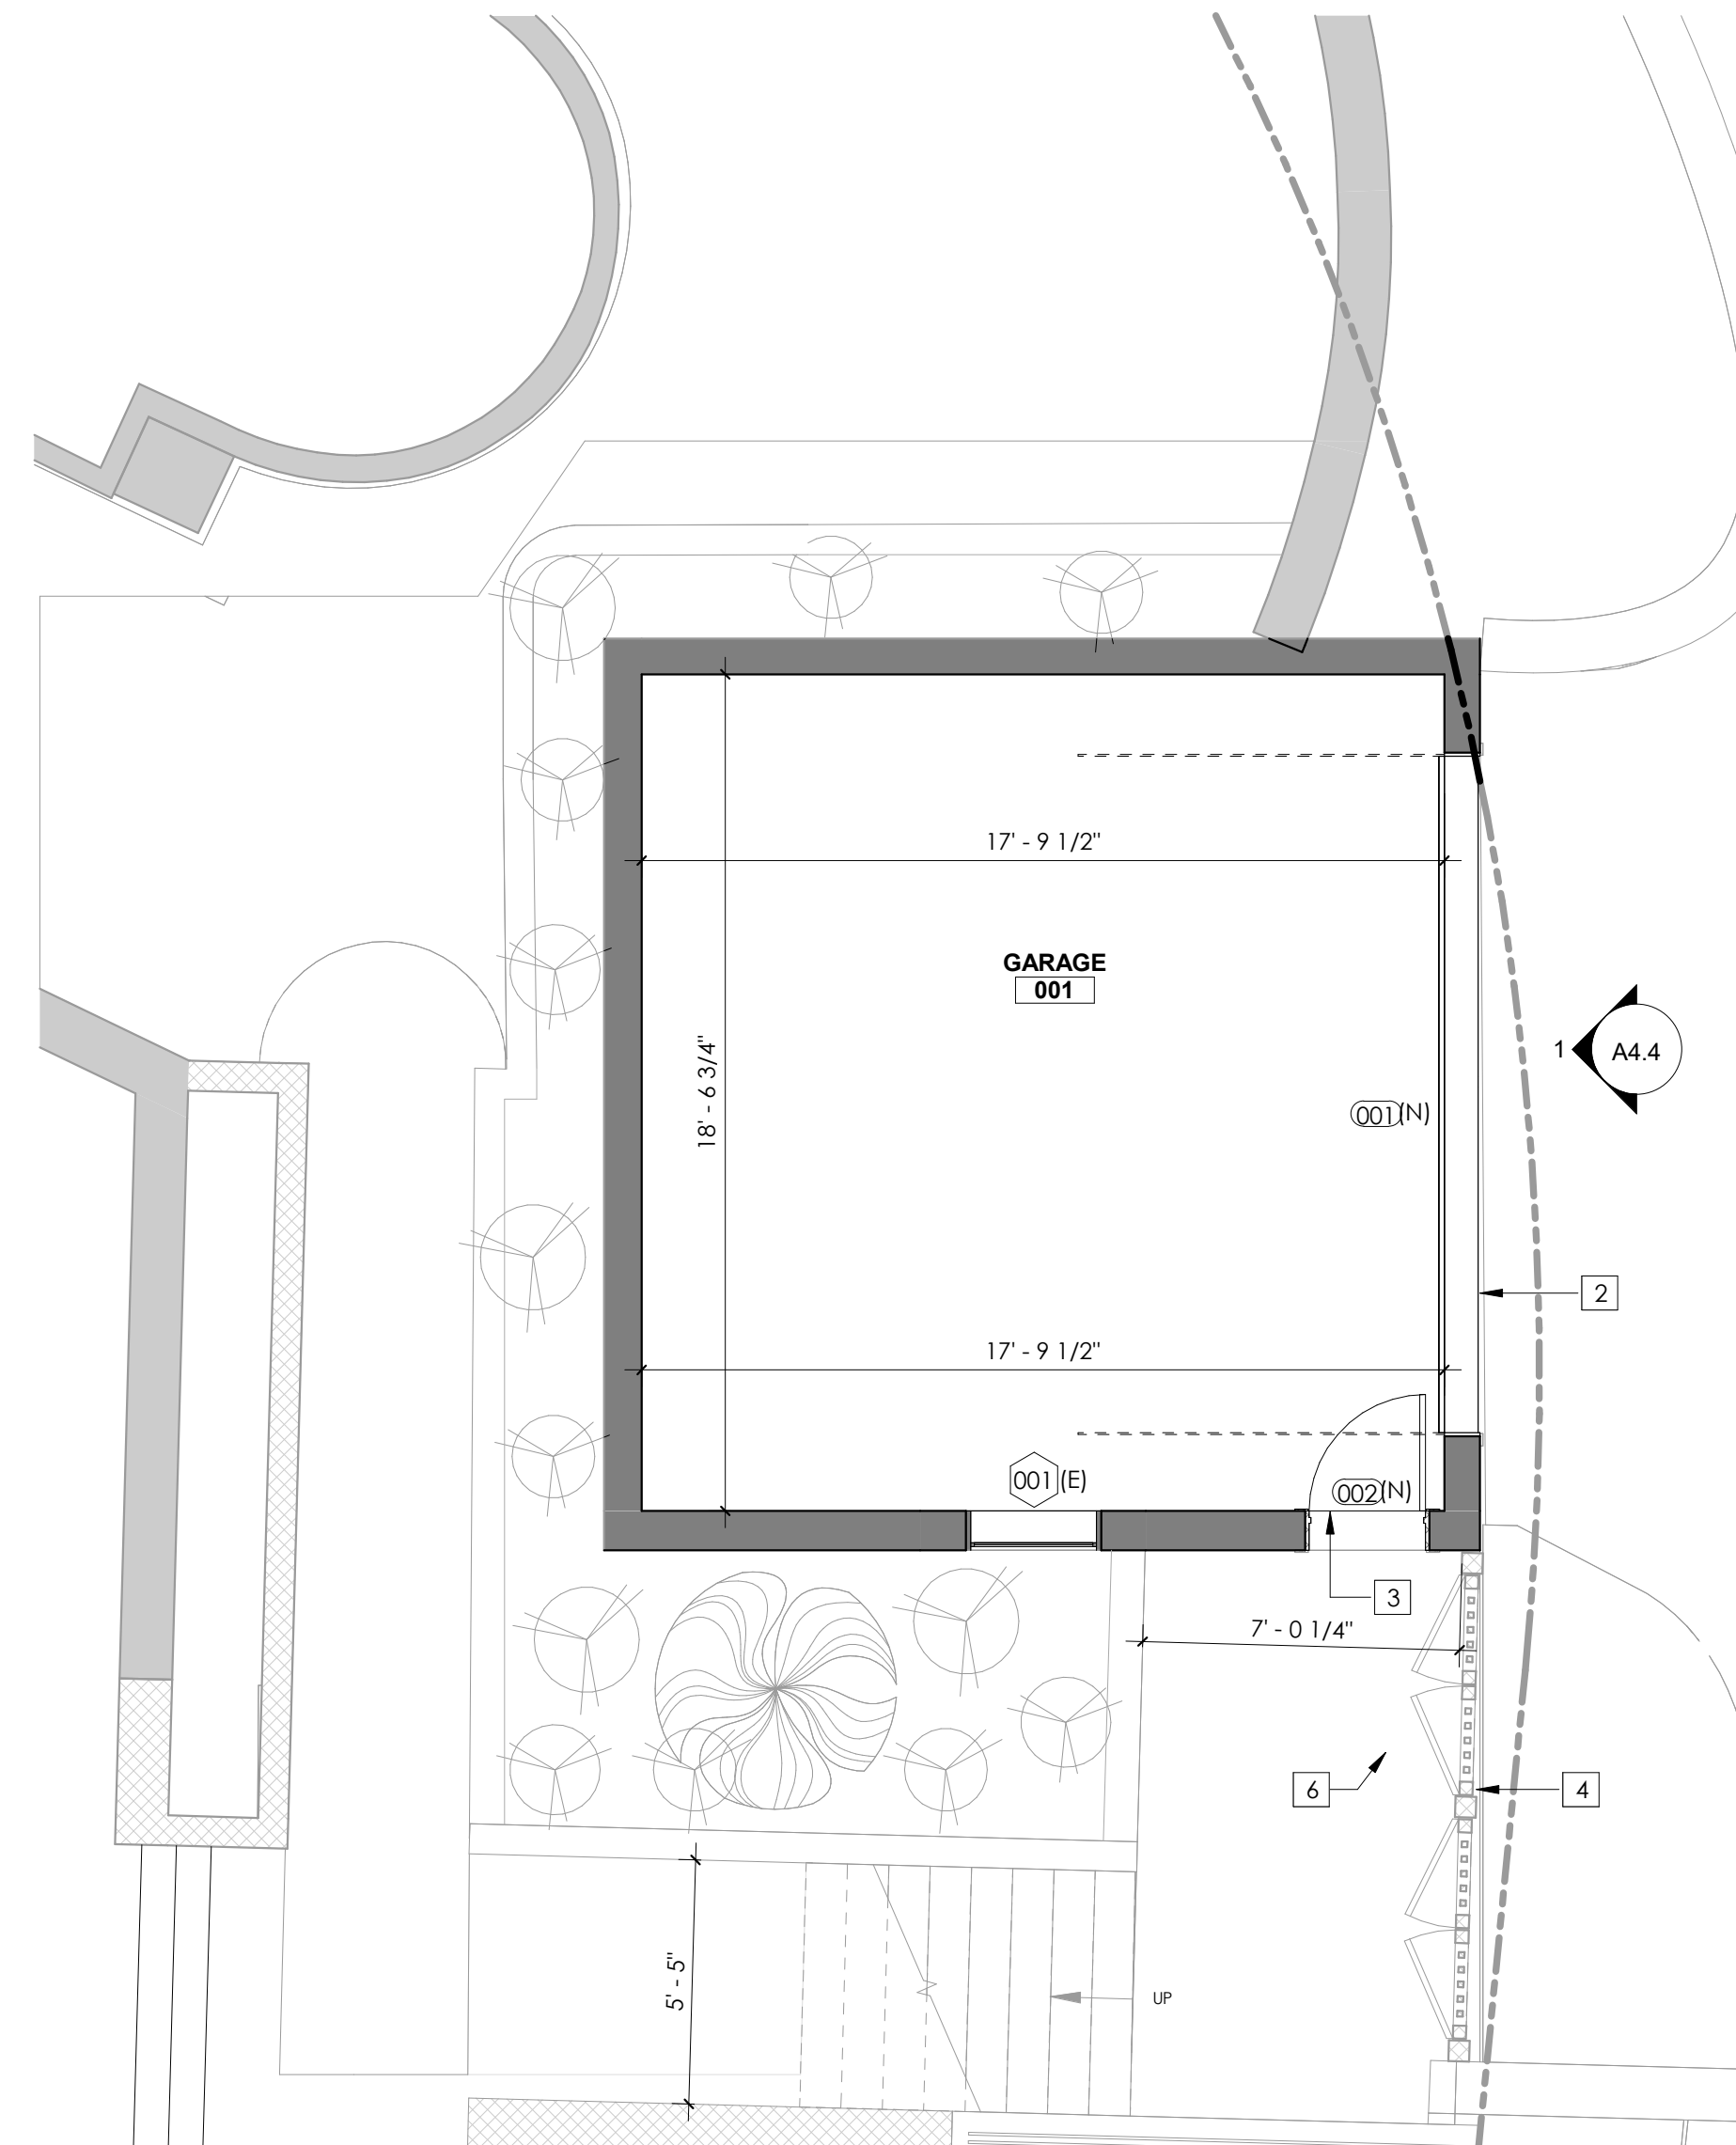 17' - 9 1/2"
GARAGE
001
18' - 6 3/4"
1
A4.4
001 (N)
2
17' - 9 1/2"
001 (E)
002 (N)
3
7' - 0 1/4"
6
4
5' - 5"
UP